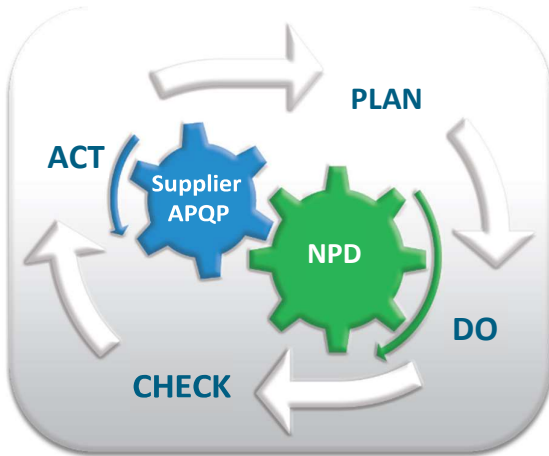 PLAN
ACT
Supplier
APQP
NPD
DO
CHECK